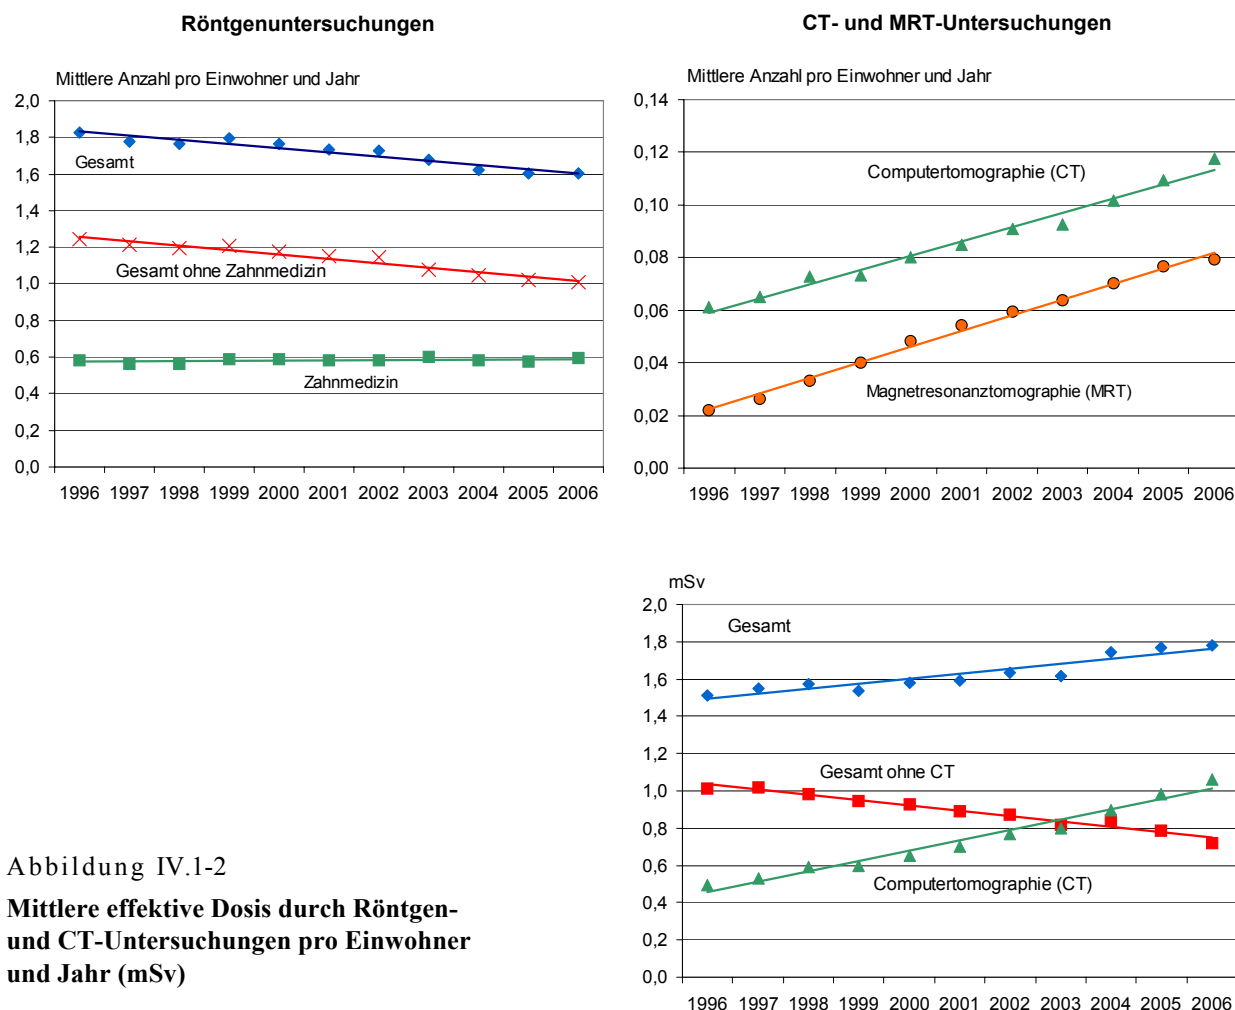 Röntgenuntersuchungen
Mittlere Anzahl pro Einwohner und Jahr
2,0
1,8
1,6
1,4
1,2
1,0
0,8
0,6
0,4
0,2
0,0
Gesamt
Gesamt ohne Zahnmedizin
Zahnmedizin
1996 1997 1998 1999 2000 2001 2002 2003 2004 2005 2006
CT- und MRT-Untersuchungen
Mittlere Anzahl pro Einwohner und Jahr
0,14
0,12
0,10
0,08
0,06
0,04
0,02
0,00
Computertomographie (CT)
Magnetresonanztomographie (MRT)
1996 1997 1998 1999 2000 2001 2002 2003 2004 2005 2006
mSv
2,0
1,8
1,6
1,4
1,2
1,0
0,8
0,6
0,4
0,2
0,0
Gesamt
Gesamt ohne CT
Computertomographie (CT)
1996 1997 1998 1999 2000 2001 2002 2003 2004 2005 2006
Abbildung IV.1-2
Mittlere effektive Dosis durch Röntgen-
und CT-Untersuchungen pro Einwohner
und Jahr (mSv)